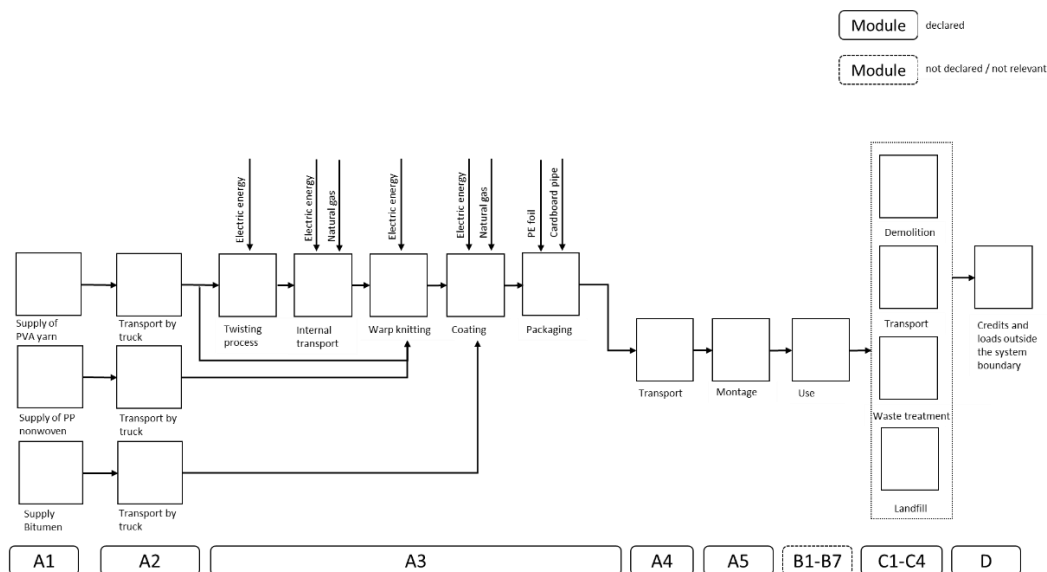 Module
declared
Module
not declared / not relevant
Electric energy
Electric energy
Natural gas
Electric energy
Electric energy
Natural gas
PE foil
Cardboard pipe
Demolition
Supply of
PVA yarn
Transport by
truck
Twisting
process
Internal
transport
Warp knitting
Coating
Packaging
Transport
Credits and
loads outside
the system
boundary
Supply of PP
nonwoven
Transport by
truck
Transport
Montage
Use
Waste treatment
Supply
Bitumen
Transport by
truck
Landfill
A1
A2
A3
A4
A5
B1-B7
C1-C4
D